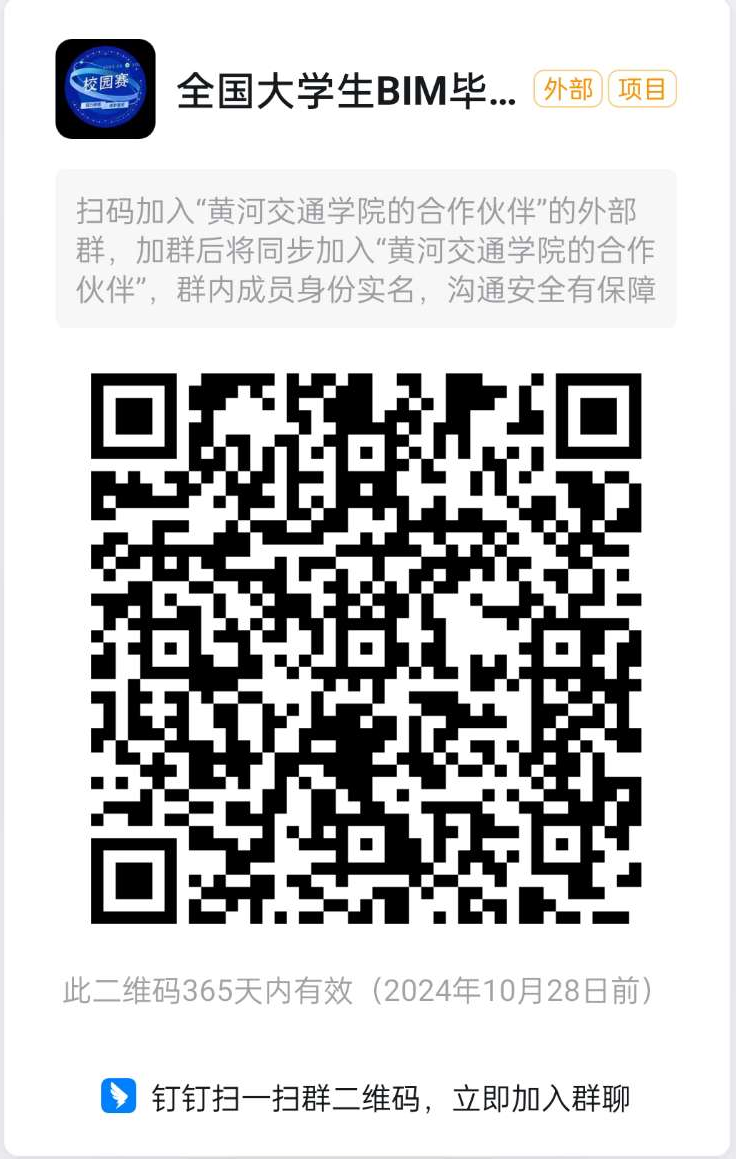 校园赛
全国大学生BIM毕...
外部
项目
扫码加入“黄河交通学院的合作伙伴”的外部
群，加群后将同步加入“黄河交通学院的合作
伙伴”，群内成员身份实名，沟通安全有保障
此二维码365天内有效（2024年10月28日前）
钉钉扫一扫群二维码，立即加入群聊